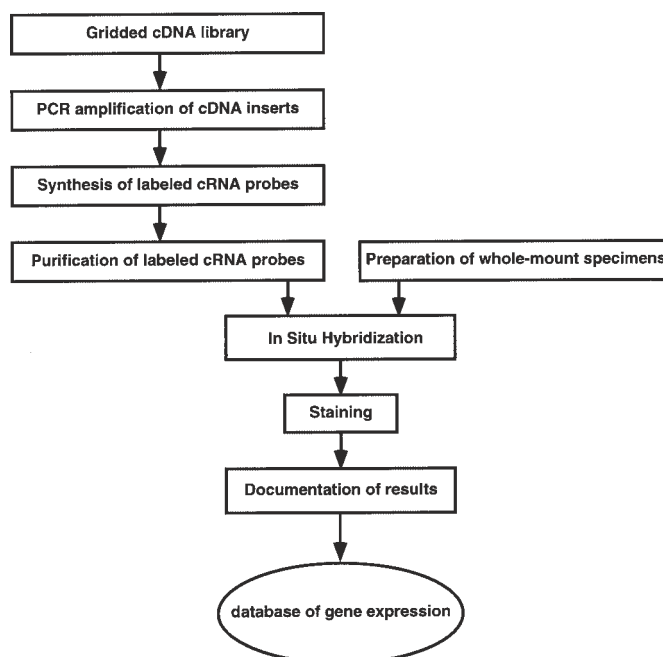 Gridded cDNA library
PCR amplification of cDNA inserts
Synthesis of labeled cRNA probes
Purification of labeled cRNA probes
Preparation of whole-mount specimens
In Situ Hybridization
Staining
Documentation of results
database of gene expression